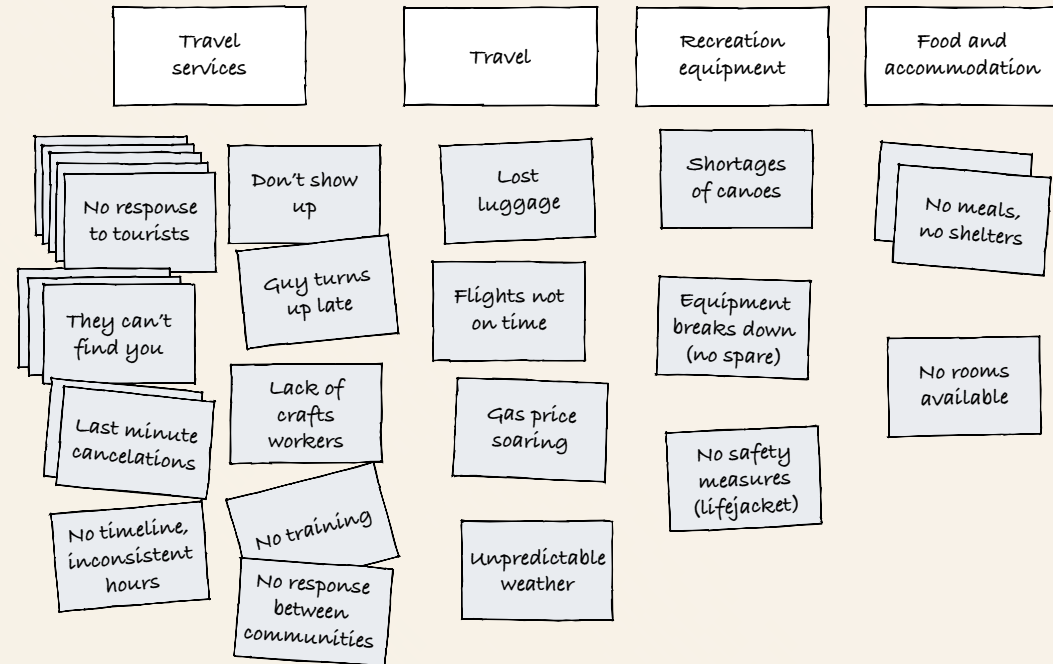 Travel
services
Travel
Recreation
equipment
Food and
accommodation
No response
to tourists
They can't
find you
Last minute
cancelations
No timeline,
inconsistent
hours
Don't show
up
Guy turns
up late
Lack of
crafts
workers
No training
No response
between
communities
Lost
luggage
Flights not
on time
Gas price
soaring
Unpredictable
weather
Shortages
of canoes
Equipment
breaks down
(no spare)
No safety
measures
(lifejacket)
No meals,
no shelters
No rooms
available